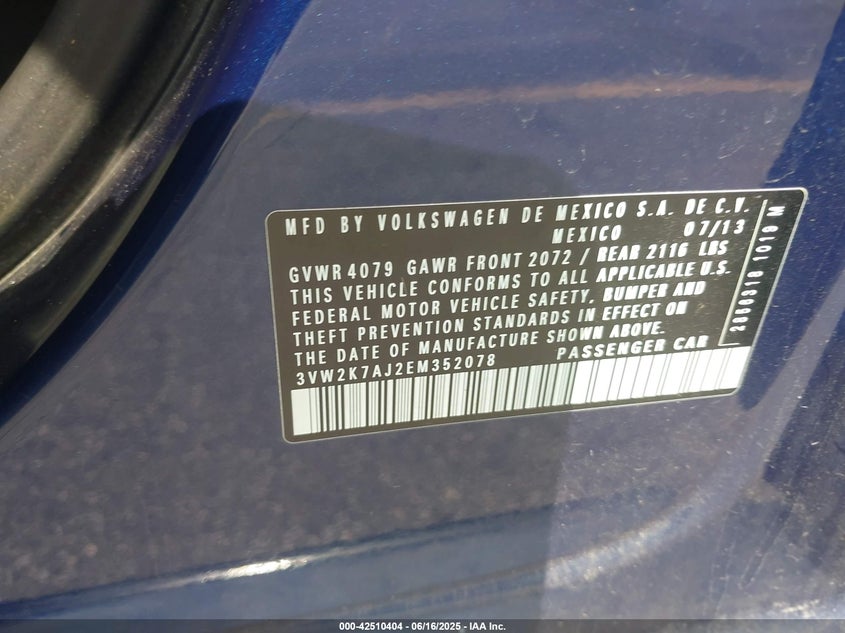 MFD BY VOLKSWAGEN DE MEXICO S.A. DE C.V.
MEXICO 07/13
GVWR 4079 GAWR FRONT 2072 / REAR 2116 LBS
THIS VEHICLE CONFORMS TO ALL APPLICABLE U.S.
FEDERAL MOTOR VEHICLE SAFETY, BUMPER AND
THEFT PREVENTION STANDARDS IN EFFECT ON
THE DATE OF MANUFACTURE SHOWN ABOVE.
3VW2K7AJ2EM352078 PASSENGER CAR
1019 M
000-42510404 - 06/16/2025 - IAA Inc.